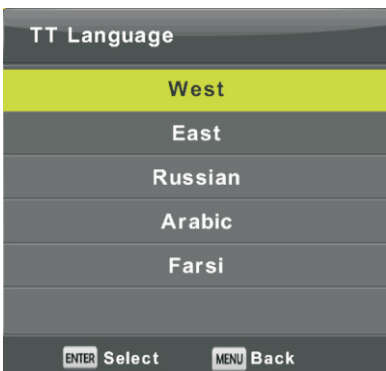 TT Language
West
East
Russian
Arabic
Farsi
ENTER Select MENU Back